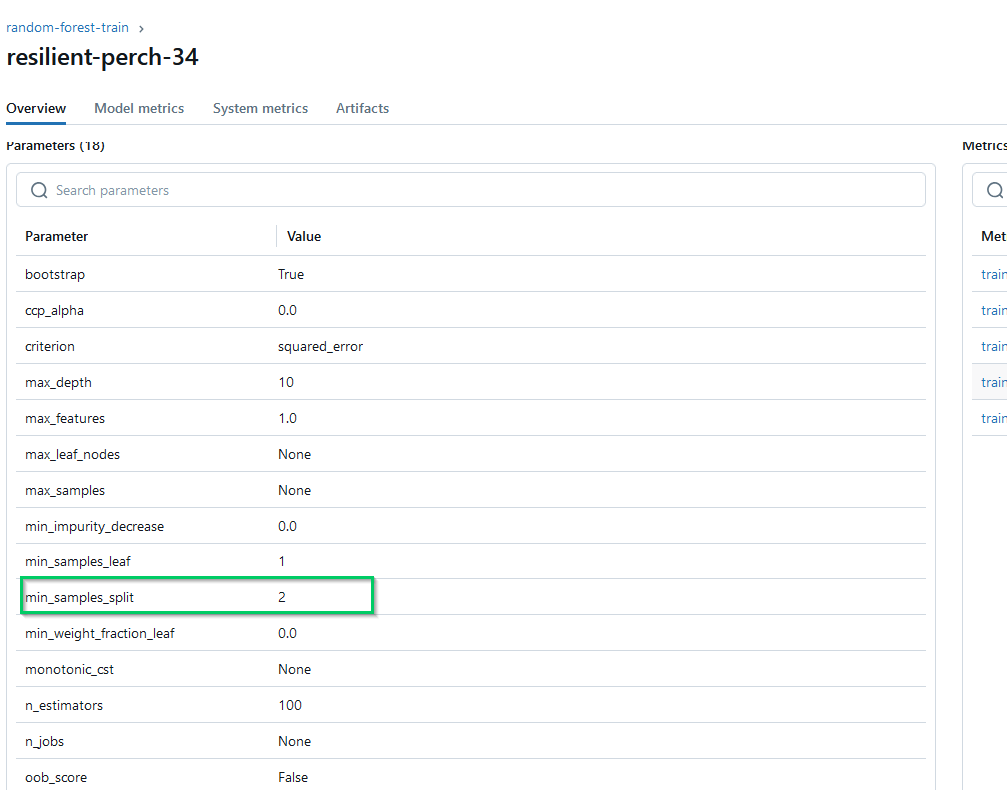 random-forest-train ›
resilient-perch-34
Overview Model metrics System metrics Artifacts
Parameters (18)
Search parameters
Parameter Value
bootstrap True
ccp_alpha 0.0
criterion squared_error
max_depth 10
max_features 1.0
max_leaf_nodes None
max_samples None
min_impurity_decrease 0.0
min_samples_leaf 1
min_samples_split 2
min_weight_fraction_leaf 0.0
monotonic_cst None
n_estimators 100
n_jobs None
oob_score False
Metrics
Met
train
train
train
train
train